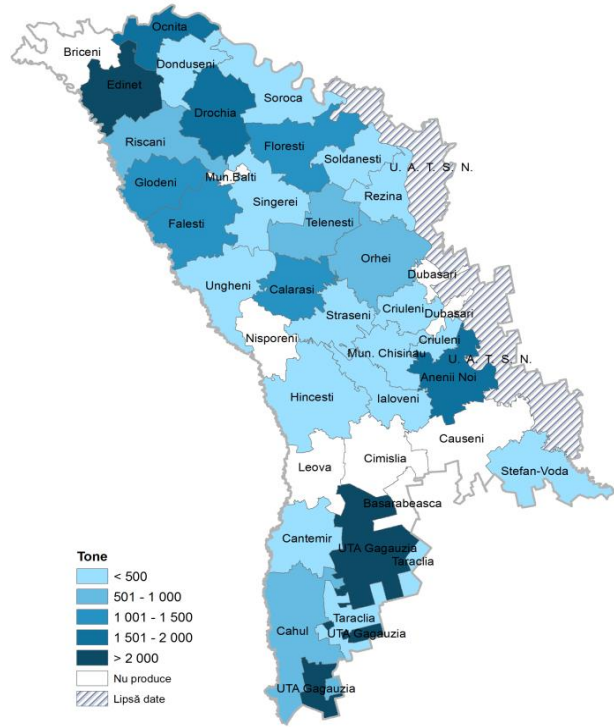 Ocnita
Briceni
Donduseni
Edinet
Soroca
Drochia
Floresti
Riscani
Soldanesti
U. A. T. S. N.
Mun.Balti
Glodeni
Rezina
Singerei
Telenesti
Falesti
Orhei
Dubasari
Ungheni
Calarasi
Criuleni
Straseni
Dubasari
Nisporeni
Criuleni
Mun. Chisinau
U. A. T. S. N.
Anenii Noi
Hincesti
Ialoveni
Causeni
Cimislia
Leova
Stefan-Voda
Basarabeasca
Cantemir
UTA Gagauzia
Taraclia
Taraclia
Cahul
UTA Gagauzia
UTA Gagauzia
Tone
< 500
501 - 1 000
1 001 - 1 500
1 501 - 2 000
> 2 000
Nu produce
Lipsă date